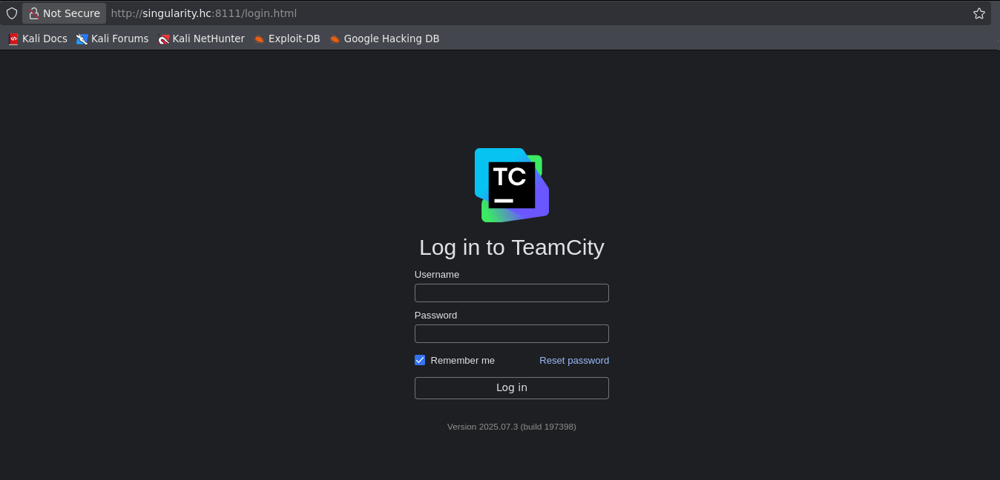 Not Secure http://singularity.hc:8111/login.html
Kali Docs Kali Forums Kali NetHunter Exploit-DB Google Hacking DB
TC
Log in to TeamCity
Username
Password
Remember me Reset password
Log in
Version 2025.07.3 (build 197398)